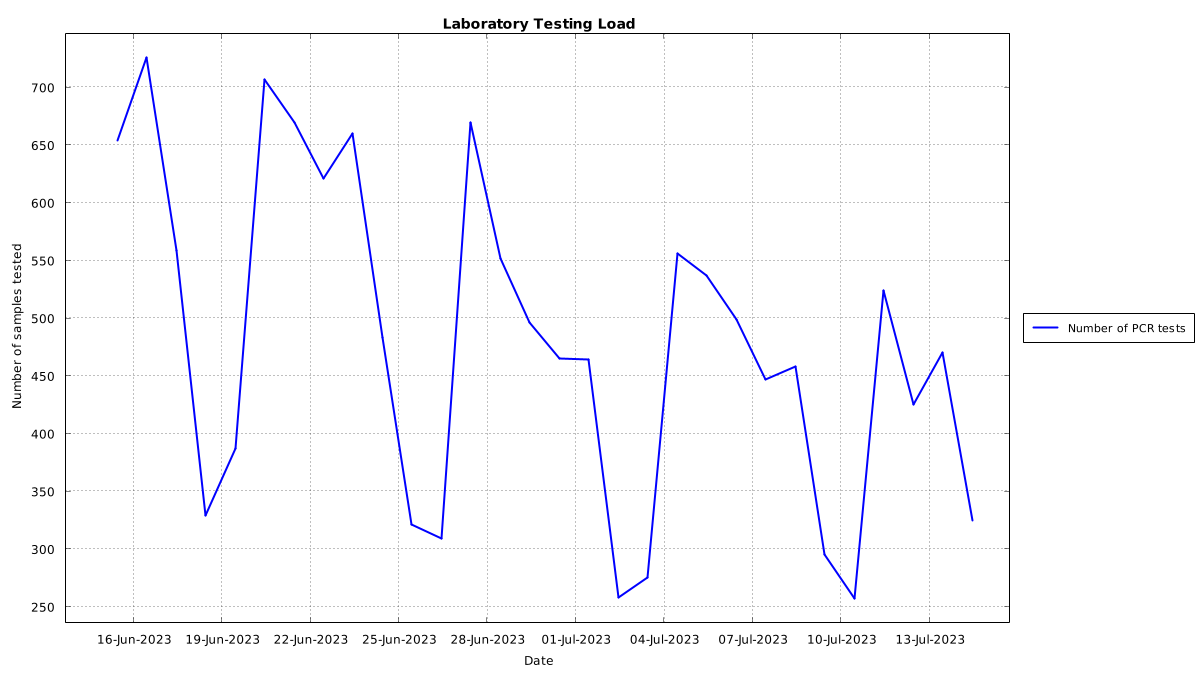 Laboratory Testing Load
Number of samples tested
700
650
600
550
500
450
400
350
300
250
16-Jun-2023 19-Jun-2023 22-Jun-2023 25-Jun-2023 28-Jun-2023 01-Jul-2023 04-Jul-2023 07-Jul-2023 10-Jul-2023 13-Jul-2023
Date
Number of PCR tests